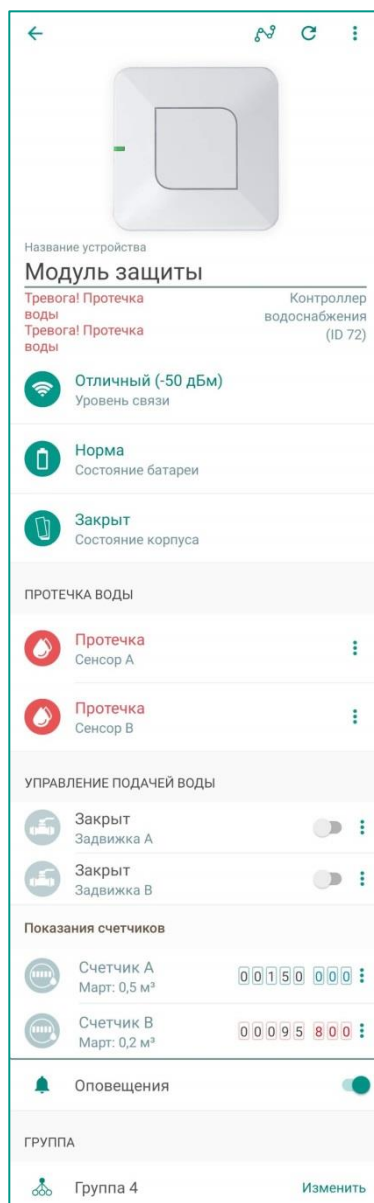 Название устройства
Модуль защиты
Тревога! Протечка
воды
Тревога! Протечка
воды
Контроллер
водоснабжения
(ID 72)
Отличный (-50 дБм)
Уровень связи
Норма
Состояние батареи
Закрыт
Состояние корпуса
ПРОТЕЧКА ВОДЫ
Протечка
Сенсор А
Протечка
Сенсор В
УПРАВЛЕНИЕ ПОДАЧЕЙ ВОДЫ
Закрыт
Задвижка А
Закрыт
Задвижка В
Показания счетчиков
Счетчик А 00150 000
Март: 0,5 м³
Счетчик В 00095 800
Март: 0,2 м³
Оповещения
ГРУППА
Группа 4 Изменить